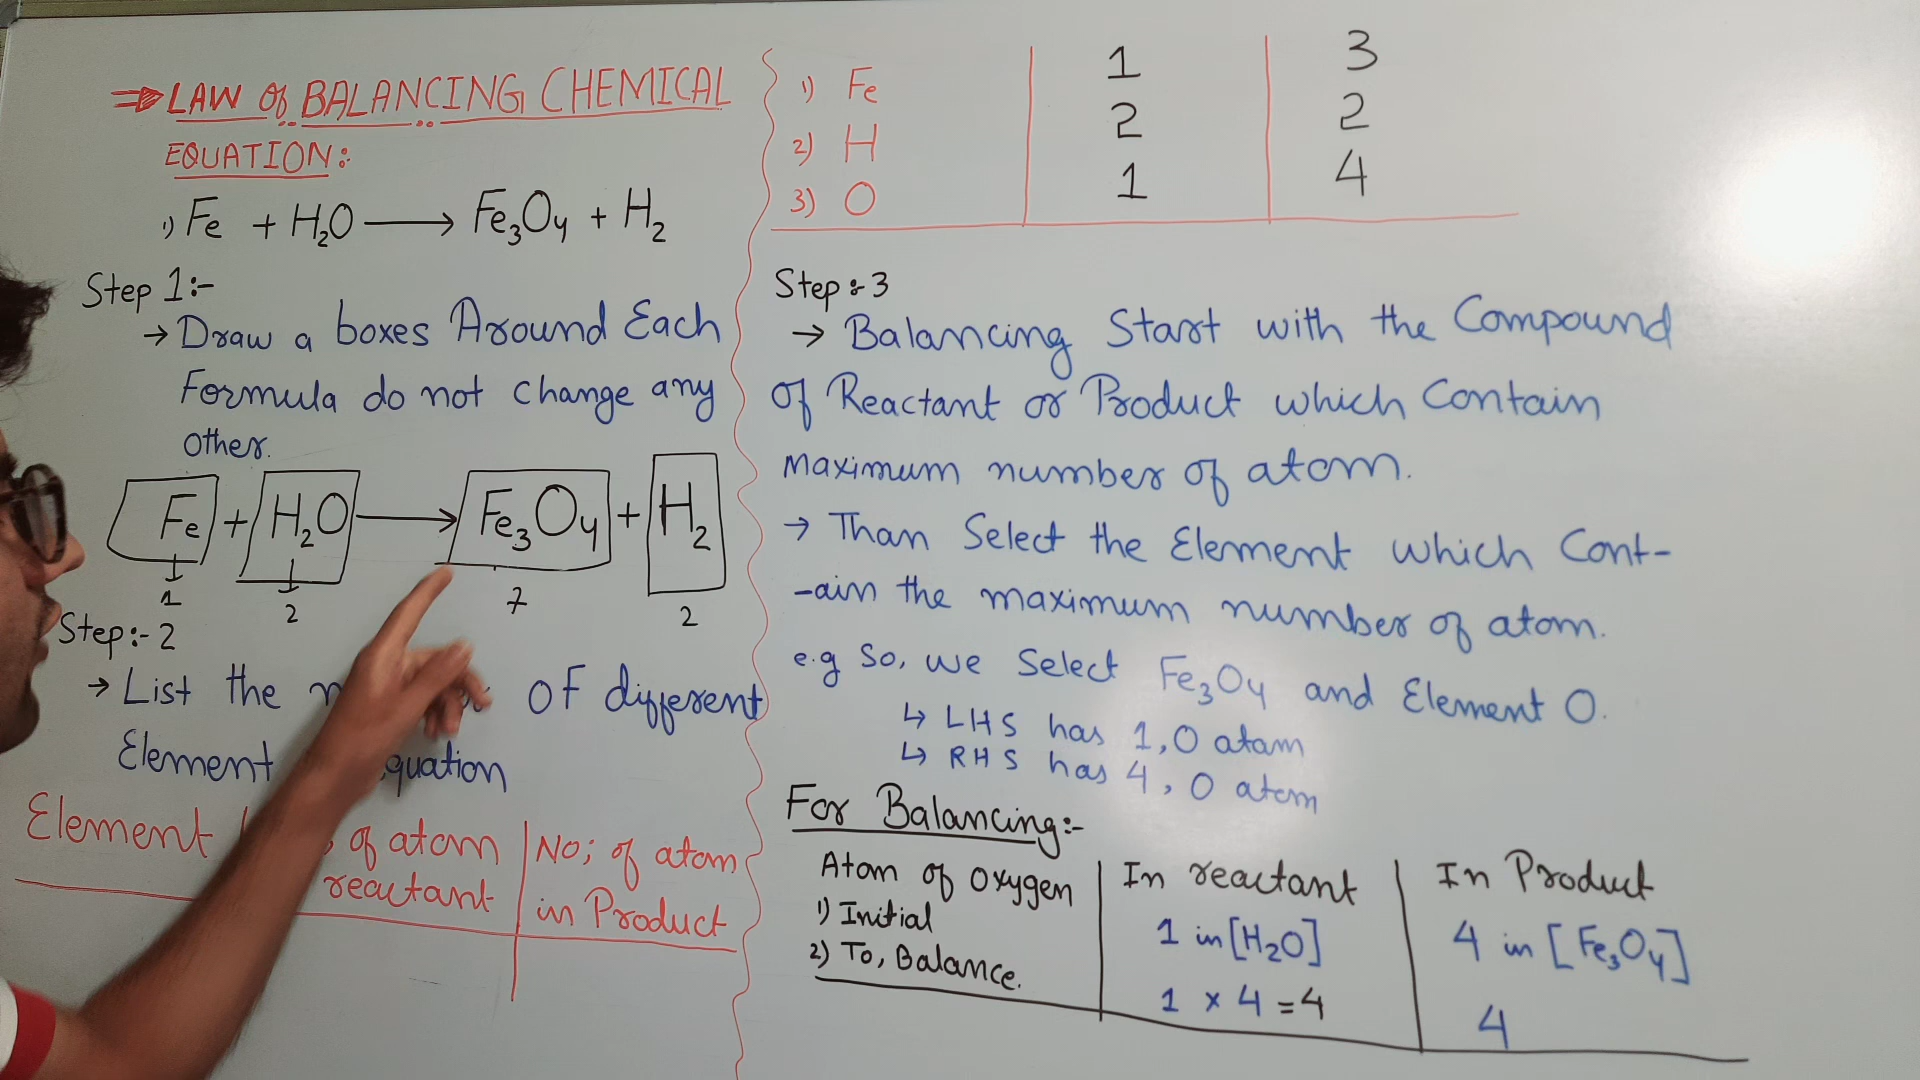 ⇒ LAW of BALANCING CHEMICAL
EQUATION:
1) Fe + H₂O ⟶ Fe₃O₄ + H₂
Step 1:-
→ Draw a boxes Around Each
Formula do not change any
other.
Fe + H₂O ⟶ Fe₃O₄ + H₂
1 2 7 2
Step:- 2
→ List the of different
Element quation
Element of atom | No; of atom
reactant | in Product
1) Fe | 1 | 3
2) H | 2 | 2
3) O | 1 | 4
Step:-3
→ Balancing Start with the Compound
of Reactant or Product which Contain
maximum number of atom.
→ Than Select the Element which Cont-
-ain the maximum number of atom.
e.g So, we Select Fe₃O₄ and Element O.
↳ LHS has 1,O atam
↳ RHS has 4, O atom
For Balancing:-
Atom of Oxygen | In reactant | In Product
1) Initial | 1 in [H₂O] | 4 in [Fe₃O₄]
2) To, Balance. | 1 x 4 = 4 | 4